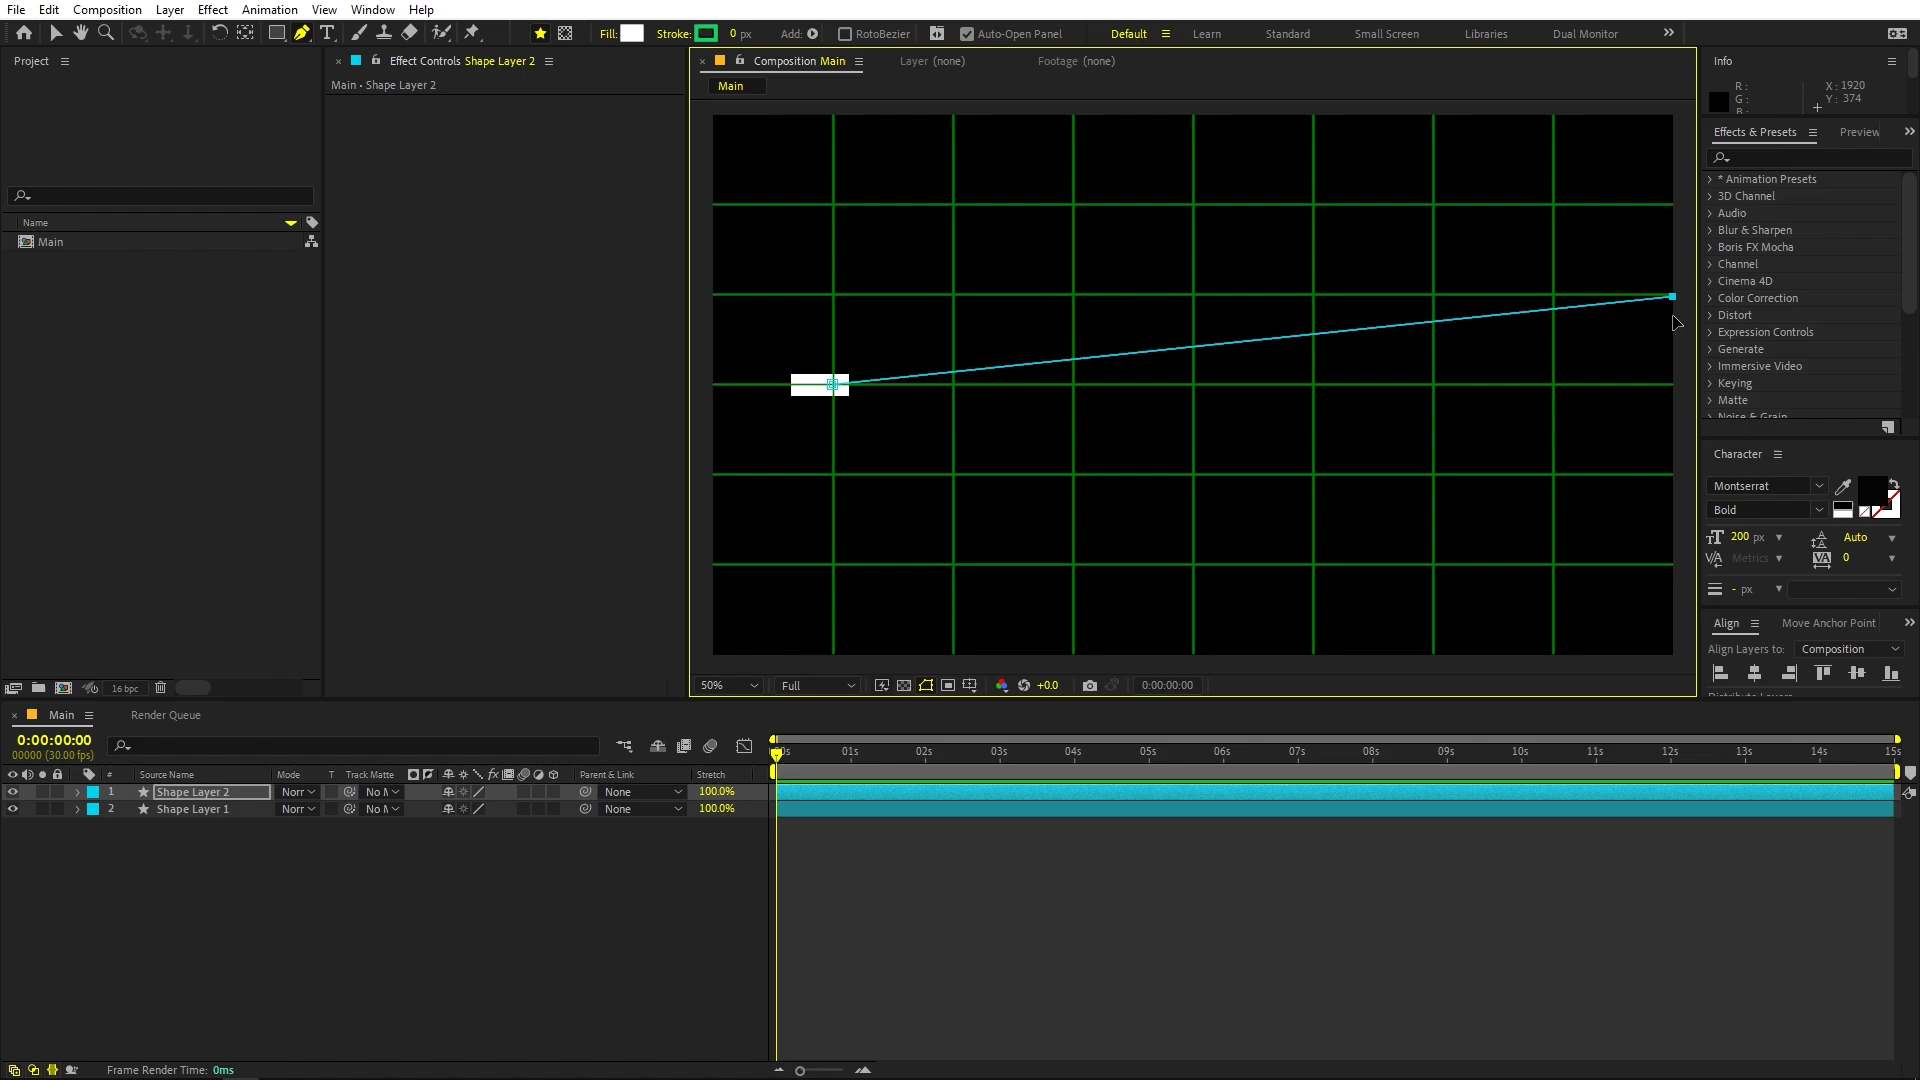 File Edit Composition Layer Effect Animation View Window Help
Fill: Stroke: 0 px Add: RotoBezier Auto-Open Panel Default Learn Standard Small Screen Libraries Dual Monitor
Project
Name
Main
16 bpc
Effect Controls Shape Layer 2
Main • Shape Layer 2
Composition Main Layer (none) Footage (none)
Main
50% Full +0.0 0:00:00:00
Info
R : X : 1920
G : Y : 374
B :
Effects & Presets Preview
* Animation Presets
3D Channel
Audio
Blur & Sharpen
Boris FX Mocha
Channel
Cinema 4D
Color Correction
Distort
Expression Controls
Generate
Immersive Video
Keying
Matte
Noise & Grain
Character
Montserrat
Bold
200 px Auto
Metrics 0
- px
Align Move Anchor Point
Align Layers to: Composition
Distribute Layers
Main Render Queue
0:00:00:00
00000 (30.00 fps)
00s 01s 02s 03s 04s 05s 06s 07s 08s 09s 10s 11s 12s 13s 14s 15s
# Source Name Mode T Track Matte fx Parent & Link Stretch
1 Shape Layer 2 Norr No M None 100.0%
2 Shape Layer 1 Norr No M None 100.0%
Frame Render Time: 0ms